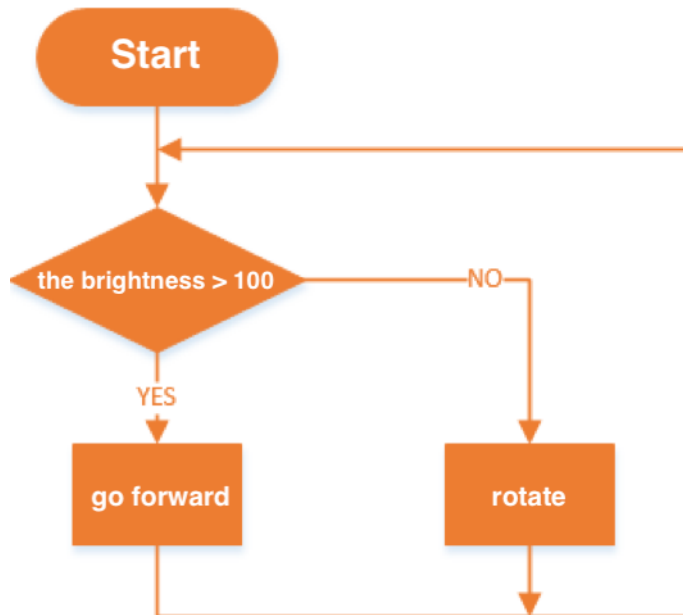 Start
the brightness > 100
NO
YES
go forward
rotate